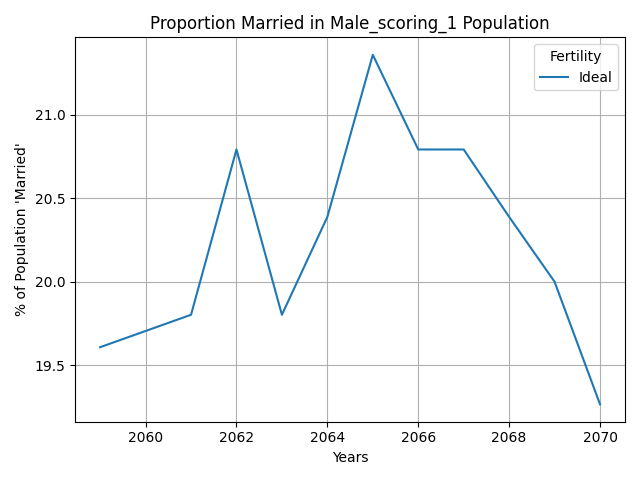 Proportion Married in Male_scoring_1 Population
Fertility
Ideal
% of Population 'Married'
21.0
20.5
20.0
19.5
2060 2062 2064 2066 2068 2070
Years